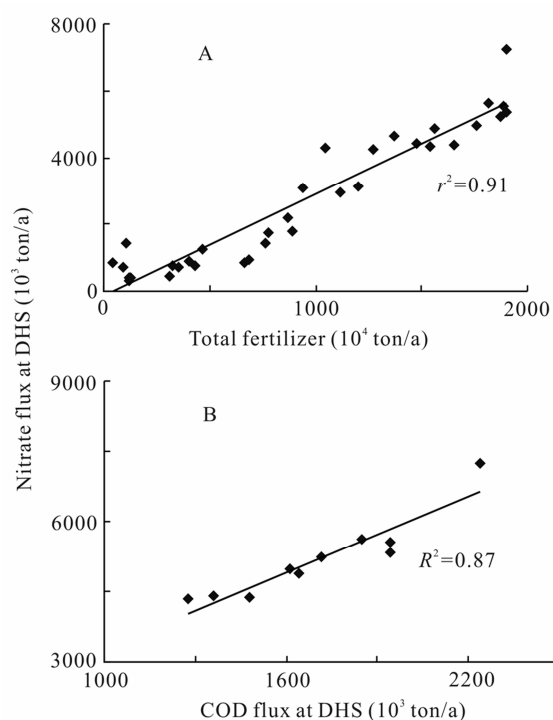 8000
A
4000
r²=0.91
0
0 1000 2000
Total fertilizer (10⁴ ton/a)
Nitrate flux at DHS (10³ ton/a)
9000
B
6000
R²=0.87
3000
1000 1600 2200
COD flux at DHS (10³ ton/a)